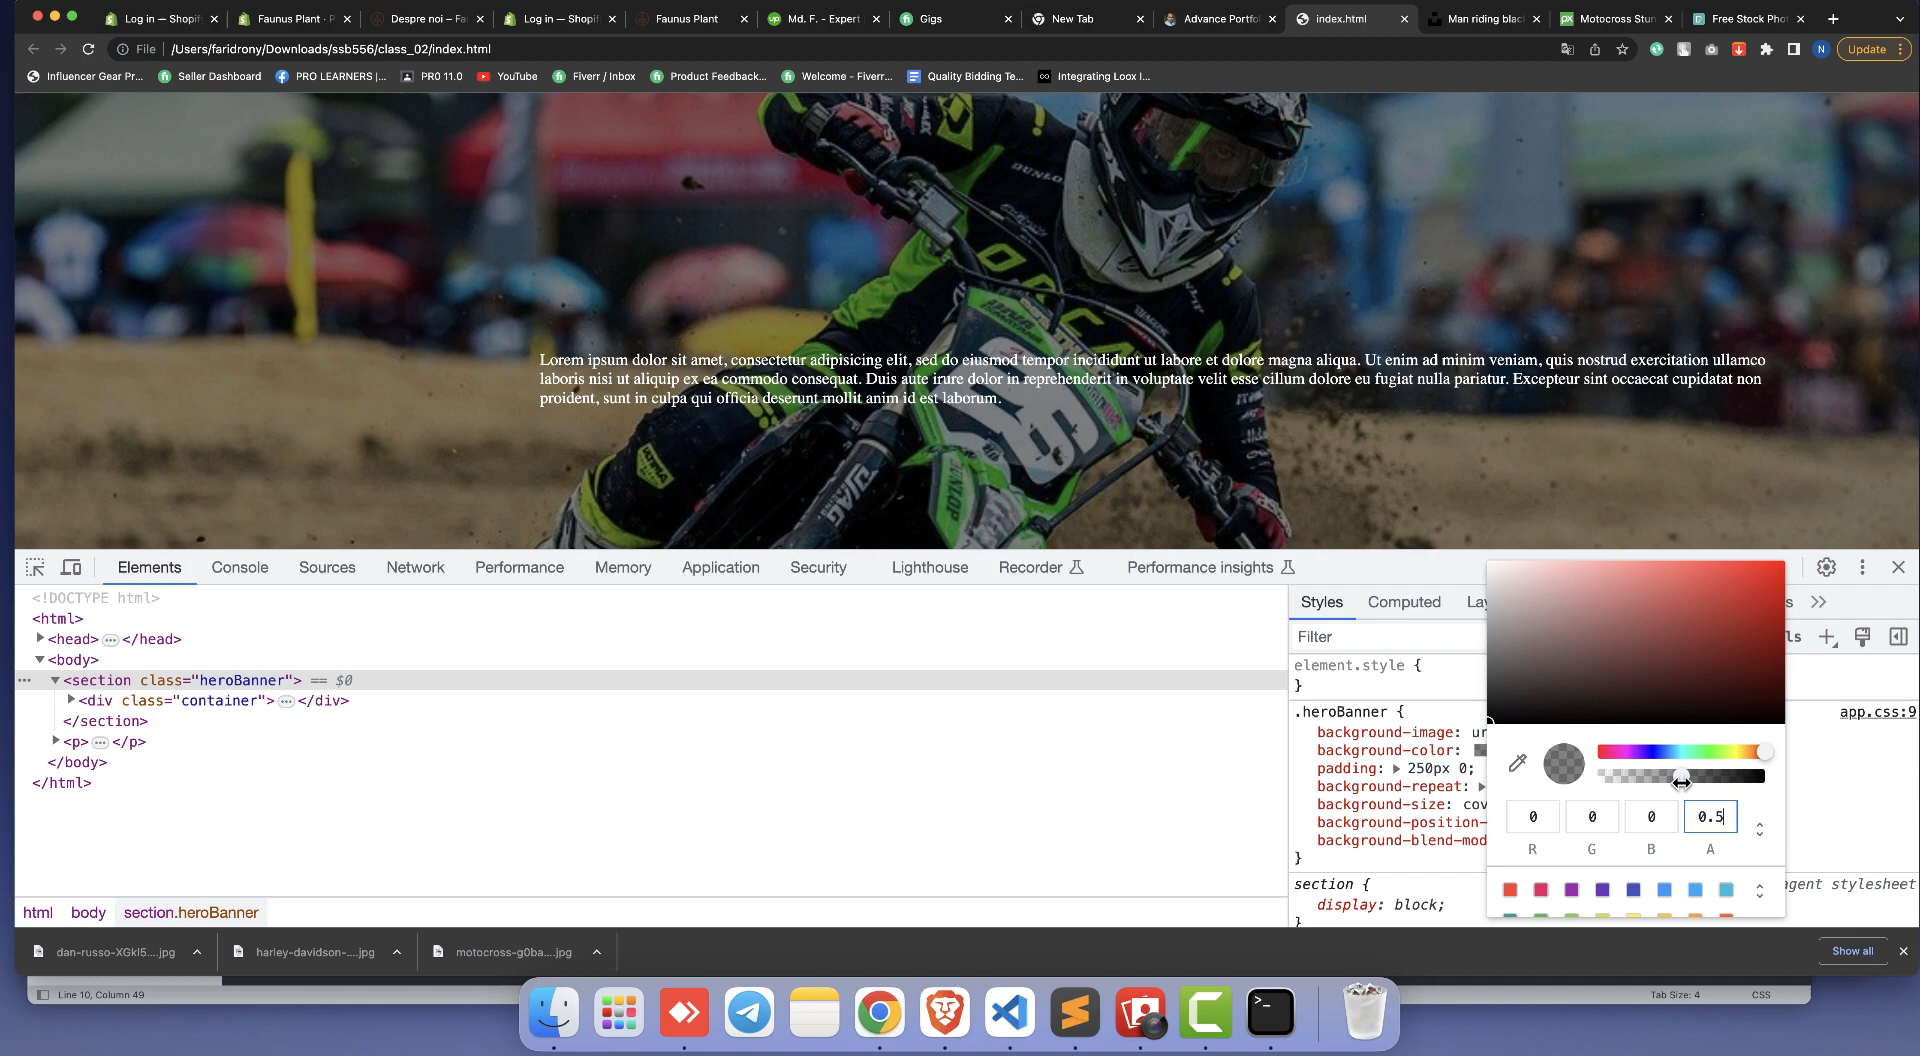 Log in — Shopif
Faunus Plant · P
Despre noi – Fa
Log in — Shopif
Faunus Plant
Md. F. - Expert
Gigs
New Tab
Advance Portfol
index.html
Man riding blac
Motocross Stun
Free Stock Phot
File
/Users/faridrony/Downloads/ssb556/class_02/index.html
N
Update
Influencer Gear Pr...
Seller Dashboard
PRO LEARNERS |...
PRO 11.0
YouTube
Fiverr / Inbox
Product Feedback...
Welcome - Fiverr...
Quality Bidding Te...
Integrating Loox I...
DUNLOP
Lorem ipsum dolor sit amet, consectetur adipisicing elit, sed do eiusmod tempor incididunt ut labore et dolore magna aliqua. Ut enim ad minim veniam, quis nostrud exercitation ullamco
laboris nisi ut aliquip ex ea commodo consequat. Duis aute irure dolor in reprehenderit in voluptate velit esse cillum dolore eu fugiat nulla pariatur. Excepteur sint occaecat cupidatat non
proident, sunt in culpa qui officia deserunt mollit anim id est laborum.
DUNLOP
Elements
Console
Sources
Network
Performance
Memory
Application
Security
Lighthouse
Recorder
Performance insights
<!DOCTYPE html>
<html>
<head> ••• </head>
<body>
••• <section class="heroBanner"> == $0
<div class="container"> ••• </div>
</section>
<p> ••• </p>
</body>
</html>
html
body
section.heroBanner
Styles
Computed
Filter
element.style {
}
.heroBanner {
app.css:9
background-image: ur
background-color:
padding: 250px 0;
background-repeat:
background-size: cov
background-position-
background-blend-mod
}
section {
agent stylesheet
display: block;
}
0
0
0
0.5
R
G
B
A
dan-russo-XGkI5....jpg
harley-davidson-....jpg
motocross-g0ba....jpg
Show all
Line 10, Column 49
Tab Size: 4
CSS